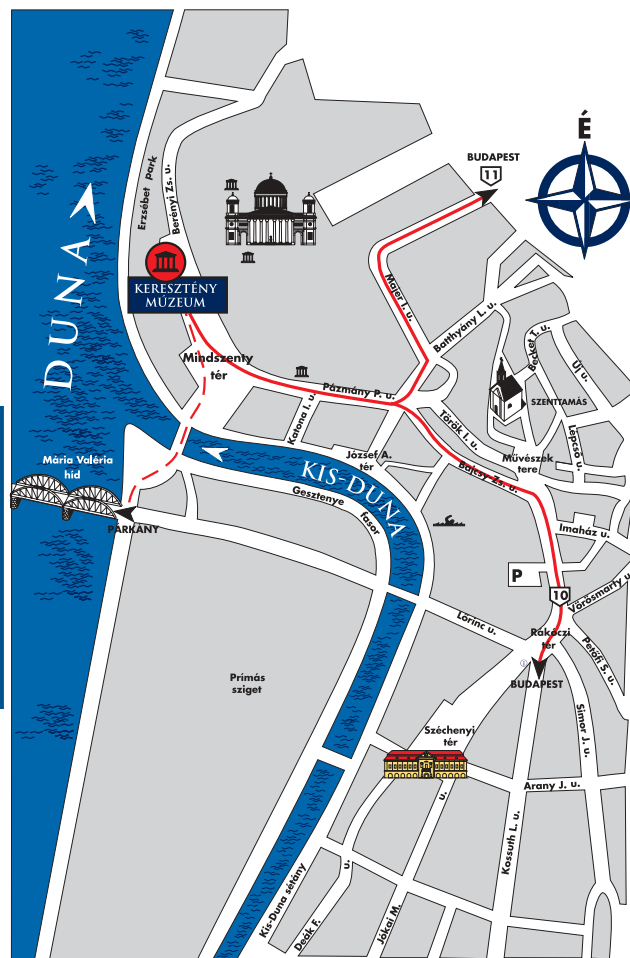 É
BUDAPEST
11
Erzsébet park
Berényi Zs. u.
DUNA
KERESZTÉNY
MÚZEUM
Majer I. u.
Batthyány L. u.
Becket T. u.
Új u.
Mindszenty
tér
Pázmány P. u.
SZENTTAMÁS
Katona I. u.
Török I. u.
Lépcső u.
József A.
tér
Művészek
tere
Mária Valéria
híd
KIS-DUNA
Bajcsy Zs. u.
Gesztenye fasor
PÁRKÁNY
Imaház u.
P
10
Vörösmarty u.
Lőrinc u.
Rákóczi
tér
Petőfi S. u.
i
BUDAPEST
Prímás
sziget
Simor J. u.
Széchenyi
tér
Arany J. u.
u.
Kossuth L. u.
u.
Kis-Duna sétány
Deák F.
Jókai M.